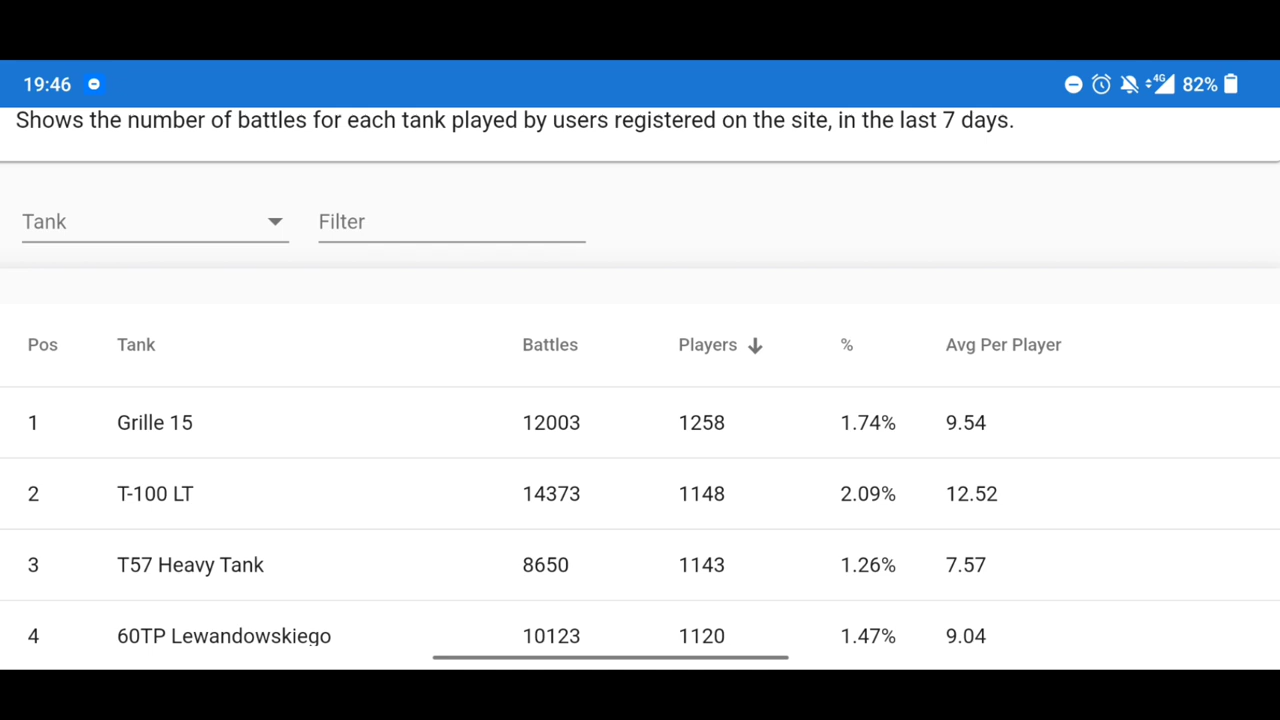 19:46 4G 82%
Shows the number of battles for each tank played by users registered on the site, in the last 7 days.
Tank Filter
Pos Tank Battles Players % Avg Per Player
1 Grille 15 12003 1258 1.74% 9.54
2 T-100 LT 14373 1148 2.09% 12.52
3 T57 Heavy Tank 8650 1143 1.26% 7.57
4 60TP Lewandowskiego 10123 1120 1.47% 9.04